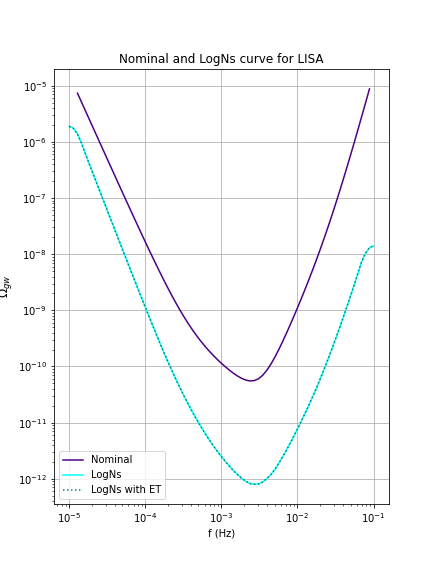 Nominal and LogNs curve for LISA
Ω_gw
10⁻⁵
10⁻⁶
10⁻⁷
10⁻⁸
10⁻⁹
10⁻¹⁰
10⁻¹¹
10⁻¹²
Nominal
LogNs
LogNs with ET
10⁻⁵ 10⁻⁴ 10⁻³ 10⁻² 10⁻¹
f (Hz)